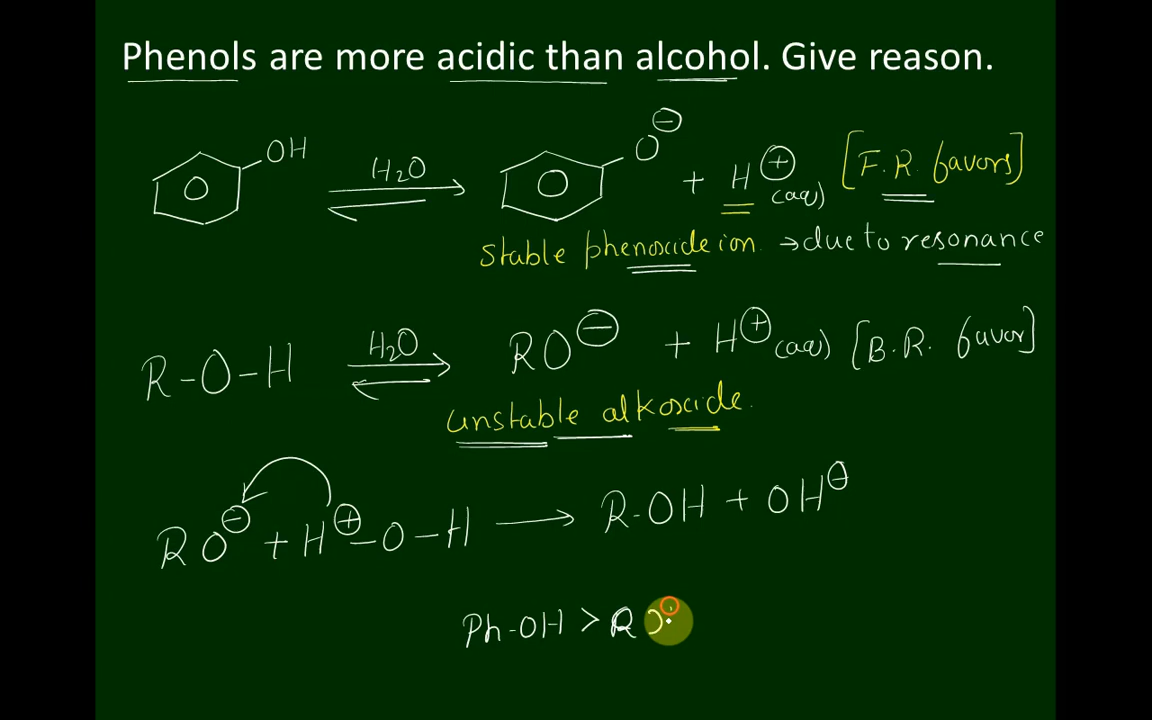 Phenols are more acidic than alcohol. Give reason.
OH H₂O O⊖ + H⊕ (aq) [F.R. favors]
stable phenoxide ion. → due to resonance
R-O-H H₂O RO⊖ + H⊕ (aq) [B.R. favor]
unstable alkoxide.
RO⊖ + H⊕-O-H → R-OH + OH⊖
Ph-OH > R